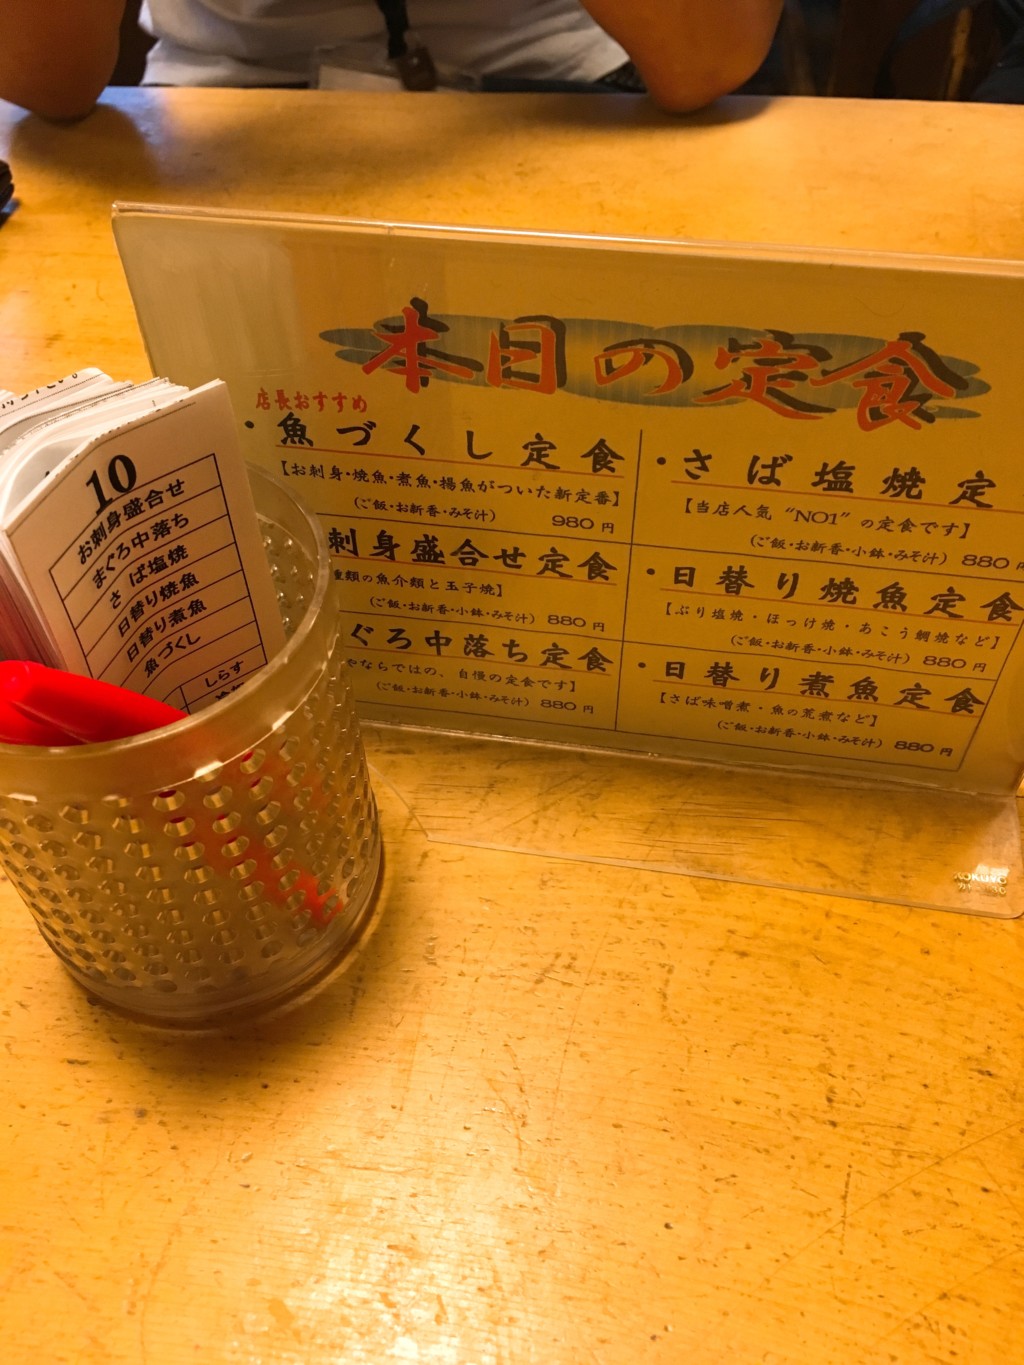 本日の定食
店長おすすめ
・魚づくし定食
【お刺身・焼魚・煮魚・揚魚がついた新定番】
(ご飯・お新香・みそ汁) 980円
刺身盛合せ定食
種類の魚介類と玉子焼】
(ご飯・お新香・小鉢・みそ汁) 880円
ぐろ中落ち定食
やならではの、自慢の定食です】
(ご飯・お新香・小鉢・みそ汁) 880円
・さば塩焼定
【当店人気 "NO1" の定食です】
(ご飯・お新香・小鉢・みそ汁) 880円
・日替り焼魚定食
【ぶり塩焼・ほっけ焼・あこう鯛焼など】
(ご飯・お新香・小鉢・みそ汁) 880円
・日替り煮魚定食
【さば味噌煮・魚の荒煮など】
(ご飯・お新香・小鉢・みそ汁) 880円
10
お刺身盛合せ
まぐろ中落ち
さば塩焼
日替り焼魚
日替り煮魚
魚づくし
しらす
KOKUYO